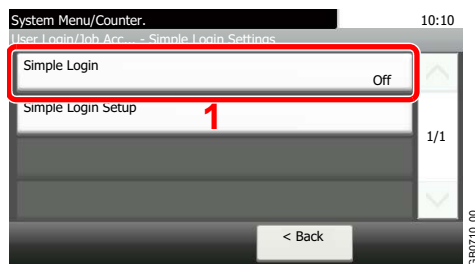 System Menu/Counter.
10:10
User Login/Job Acc... - Simple Login Settings
Simple Login
Off
Simple Login Setup
1
1/1
< Back
GB0710_00